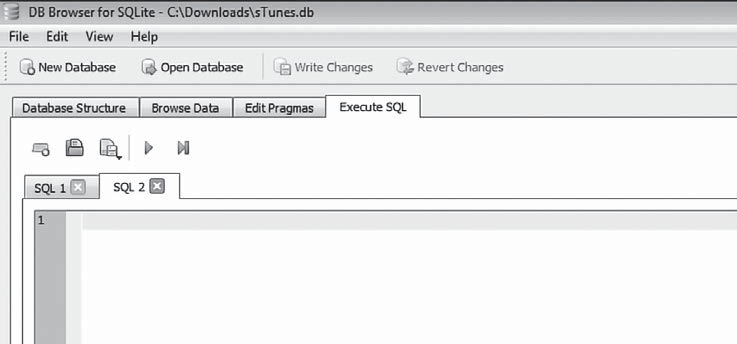 DB Browser for SQLite - C:\Downloads\sTunes.db
File Edit View Help
New Database Open Database Write Changes Revert Changes
Database Structure Browse Data Edit Pragmas Execute SQL
SQL 1 SQL 2
1